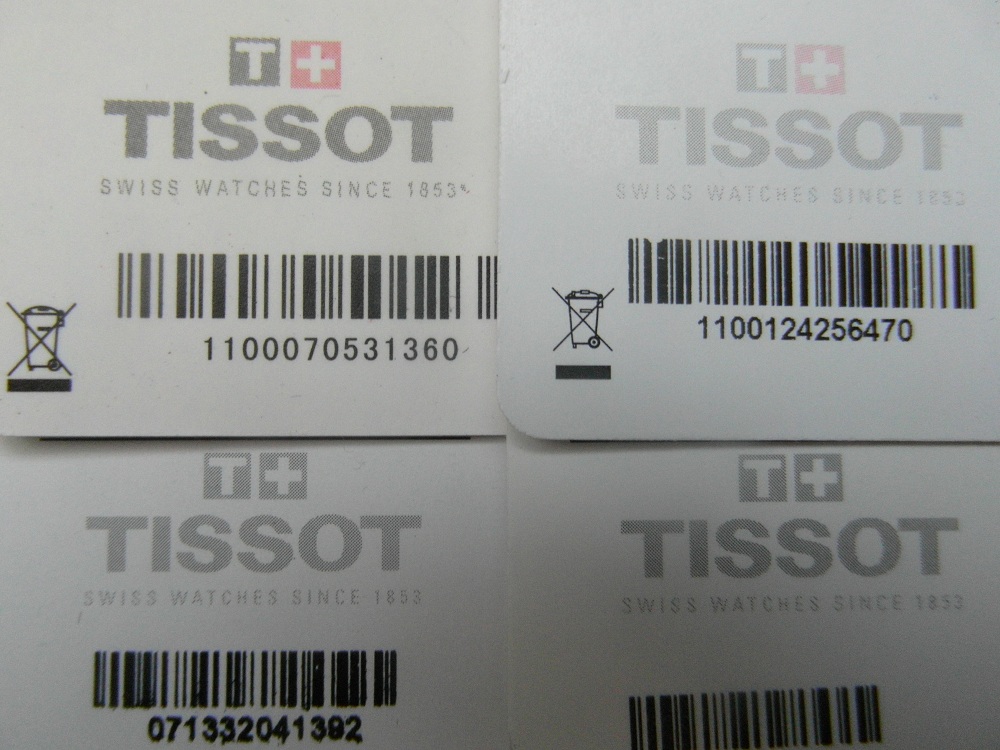 T+
TISSOT
SWISS WATCHES SINCE 1853
1100070531360
T+
TISSOT
SWISS WATCHES SINCE 1853
1100124256470
T+
TISSOT
SWISS WATCHES SINCE 1853
071332041392
T+
TISSOT
SWISS WATCHES SINCE 1853